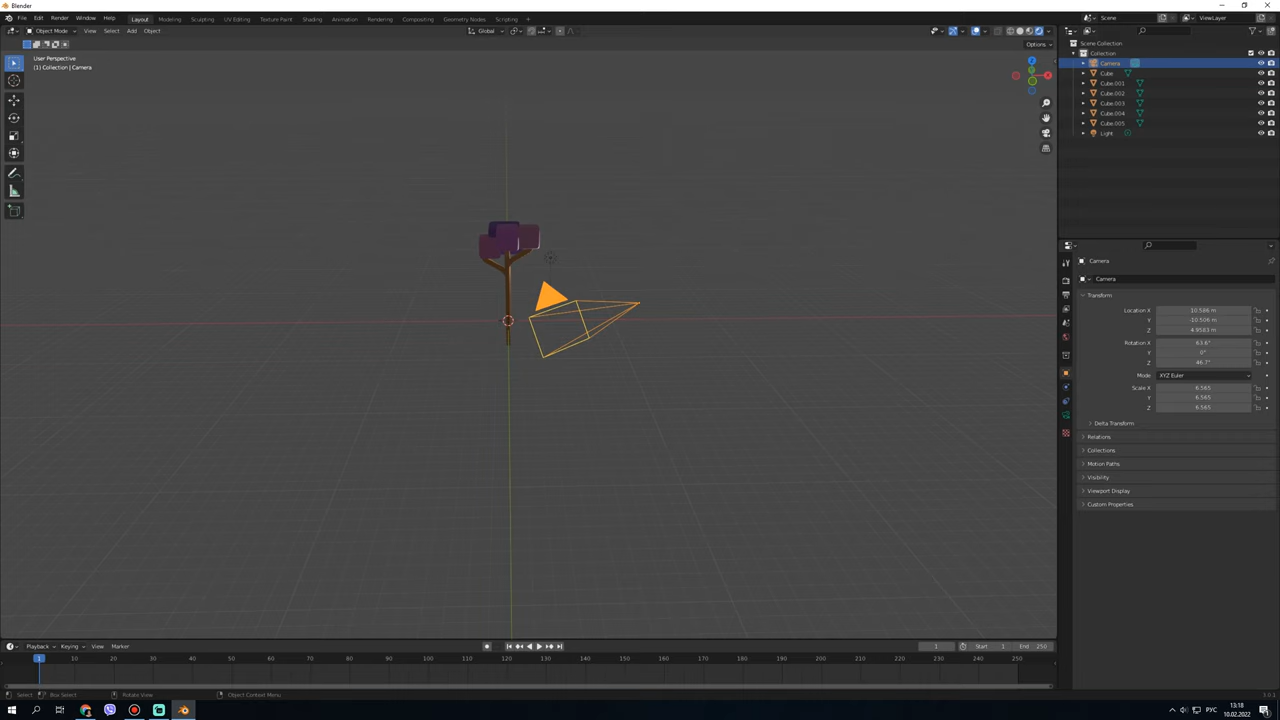 Blender
File Edit Render Window Help Layout Modeling Sculpting UV Editing Texture Paint Shading Animation Rendering Compositing Geometry Nodes Scripting + Scene ViewLayer
Object Mode View Select Add Object Global
Options
User Perspective
(1) Collection | Camera
Scene Collection
Collection
Camera
Cube
Cube.001
Cube.002
Cube.003
Cube.004
Cube.005
Light
Camera
Camera
Transform
Location X 10.586 m
Y -10.506 m
Z 4.9583 m
Rotation X 63.6°
Y 0°
Z 46.7°
Mode XYZ Euler
Scale X 6.565
Y 6.565
Z 6.565
Delta Transform
Relations
Collections
Motion Paths
Visibility
Viewport Display
Custom Properties
Playback Keying View Marker 1 Start 1 End 250
1 10 20 30 40 50 60 70 80 90 100 110 120 130 140 150 160 170 180 190 200 210 220 230 240 250
Select Box Select Rotate View Object Context Menu 3.0.1
РУС 13:18
10.02.2022